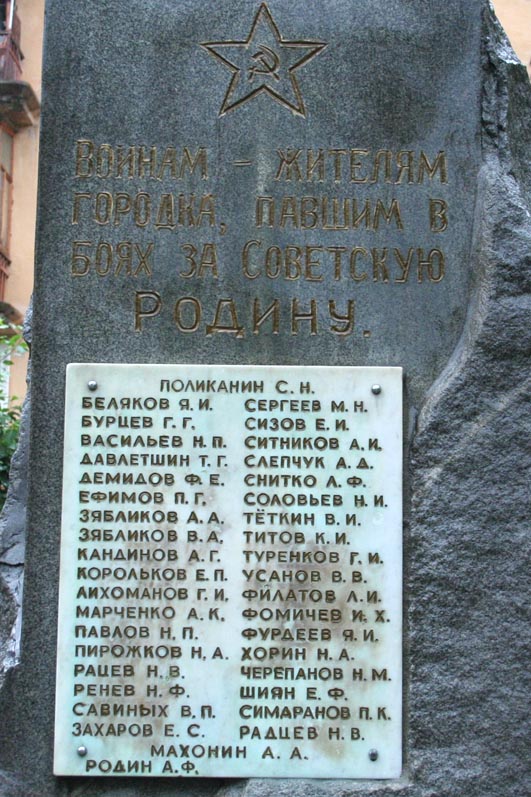 Воинам – жителям
городка, павшим в
боях за Советскую
Родину.
ПОЛИКАНИН С. Н.
БЕЛЯКОВ Я. И. СЕРГЕЕВ М. Н.
БУРЦЕВ Г. Г. СИЗОВ Е. И.
ВАСИЛЬЕВ Н. П. СИТНИКОВ А. И.
ДАВЛЕТШИН Т. Г. СЛЕПЧУК А. Д.
ДЕМИДОВ Ф. Е. СНИТКО Л. Ф.
ЕФИМОВ П. Г. СОЛОВЬЕВ Н. И.
ЗЯБЛИКОВ А. А. ТЁТКИН В. И.
ЗЯБЛИКОВ В. А. ТИТОВ К. И.
КАНДИНОВ А. Г. ТУРЕНКОВ Г. И.
КОРОЛЬКОВ Е. П. УСАНОВ В. В.
ЛИХОМАНОВ Г. И. ФИЛАТОВ Л. И.
МАРЧЕНКО А. К. ФОМИЧЕВ И. Х.
ПАВЛОВ Н. П. ФУРДЕЕВ Я. И.
ПИРОЖКОВ Н. А. ХОРИН Н. А.
РАЦЕВ Н. В. ЧЕРЕПАНОВ Н. М.
РЕНЕВ Н. Ф. ШИЯН Е. Ф.
САВИНЫХ В. П. СИМАРАНОВ П. К.
ЗАХАРОВ Е. С. РАДЦЕВ Н. В.
МАХОНИН А. А.
РОДИН А. Ф.